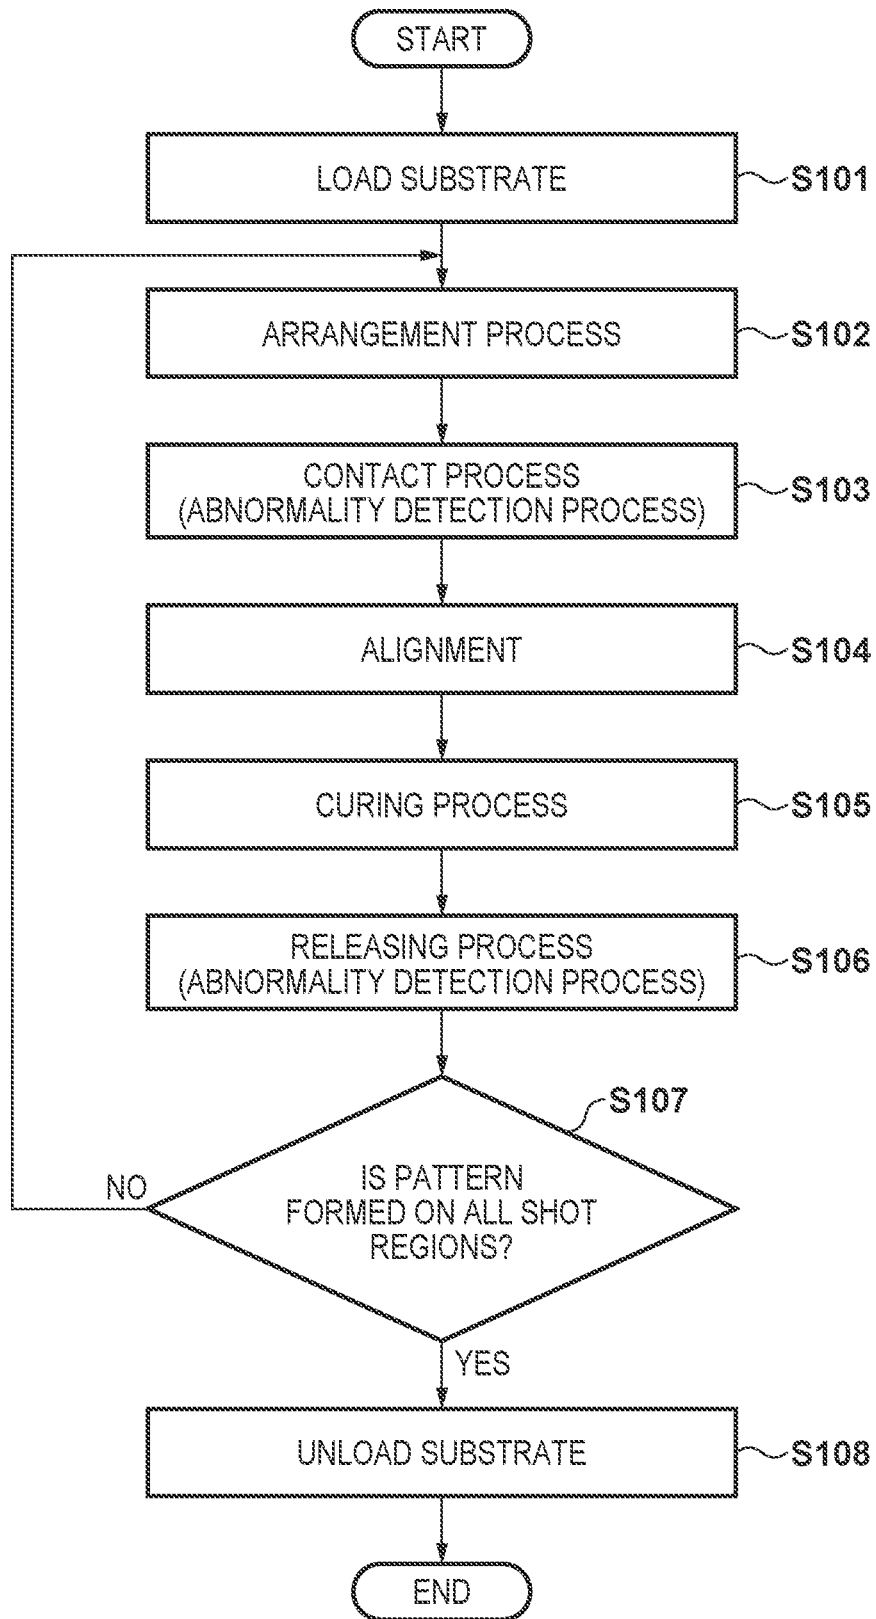 START
LOAD SUBSTRATE
S101
ARRANGEMENT PROCESS
S102
CONTACT PROCESS
(ABNORMALITY DETECTION PROCESS)
S103
ALIGNMENT
S104
CURING PROCESS
S105
RELEASING PROCESS
(ABNORMALITY DETECTION PROCESS)
S106
S107
IS PATTERN
FORMED ON ALL SHOT
REGIONS?
NO
YES
UNLOAD SUBSTRATE
S108
END